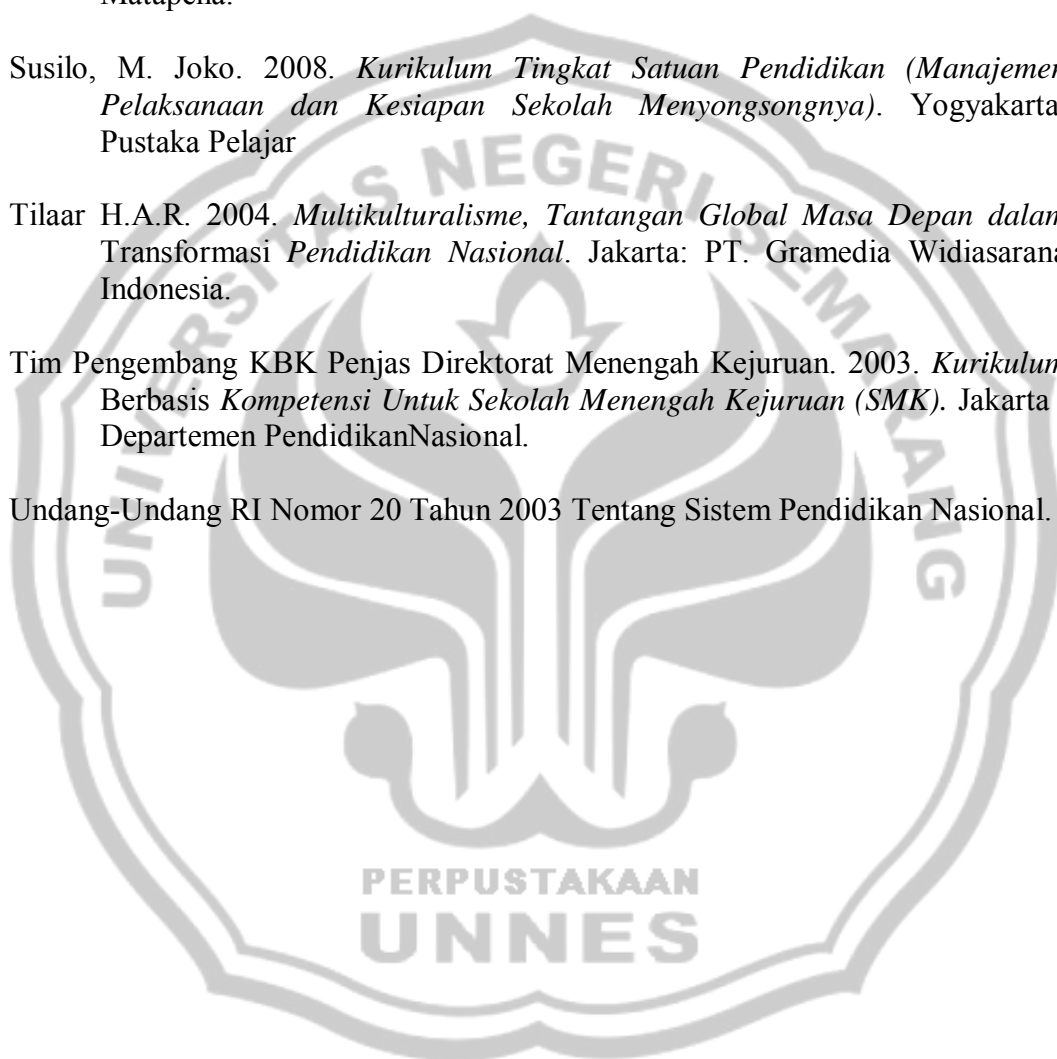 Matapena.
Susilo, M. Joko. 2008. Kurikulum Tingkat Satuan Pendidikan (Manajemen
Pelaksanaan dan Kesiapan Sekolah Menyongsongnya). Yogyakarta
Pustaka Pelajar
Tilaar H.A.R. 2004. Multikulturalisme, Tantangan Global Masa Depan dalam
Transformasi Pendidikan Nasional. Jakarta: PT. Gramedia Widiasarana
Indonesia.
Tim Pengembang KBK Penjas Direktorat Menengah Kejuruan. 2003. Kurikulum
Berbasis Kompetensi Untuk Sekolah Menengah Kejuruan (SMK). Jakarta
Departemen PendidikanNasional.
Undang-Undang RI Nomor 20 Tahun 2003 Tentang Sistem Pendidikan Nasional.
UNIVERSITAS NEGERI SEMARANG
PERPUSTAKAAN
UNNES